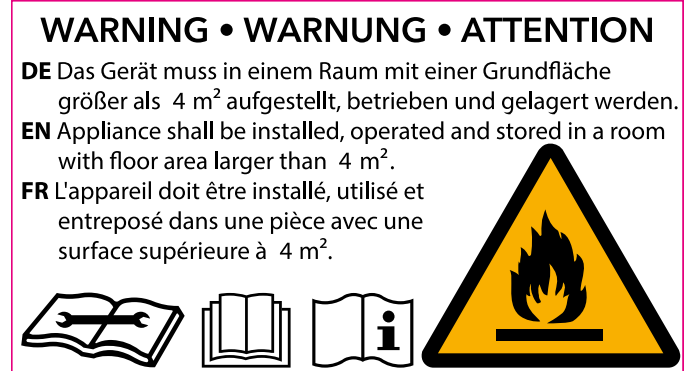 WARNING • WARNUNG • ATTENTION
DE Das Gerät muss in einem Raum mit einer Grundfläche
größer als 4 m² aufgestellt, betrieben und gelagert werden.
EN Appliance shall be installed, operated and stored in a room
with floor area larger than 4 m².
FR L'appareil doit être installé, utilisé et
entreposé dans une pièce avec une
surface supérieure à 4 m².
i